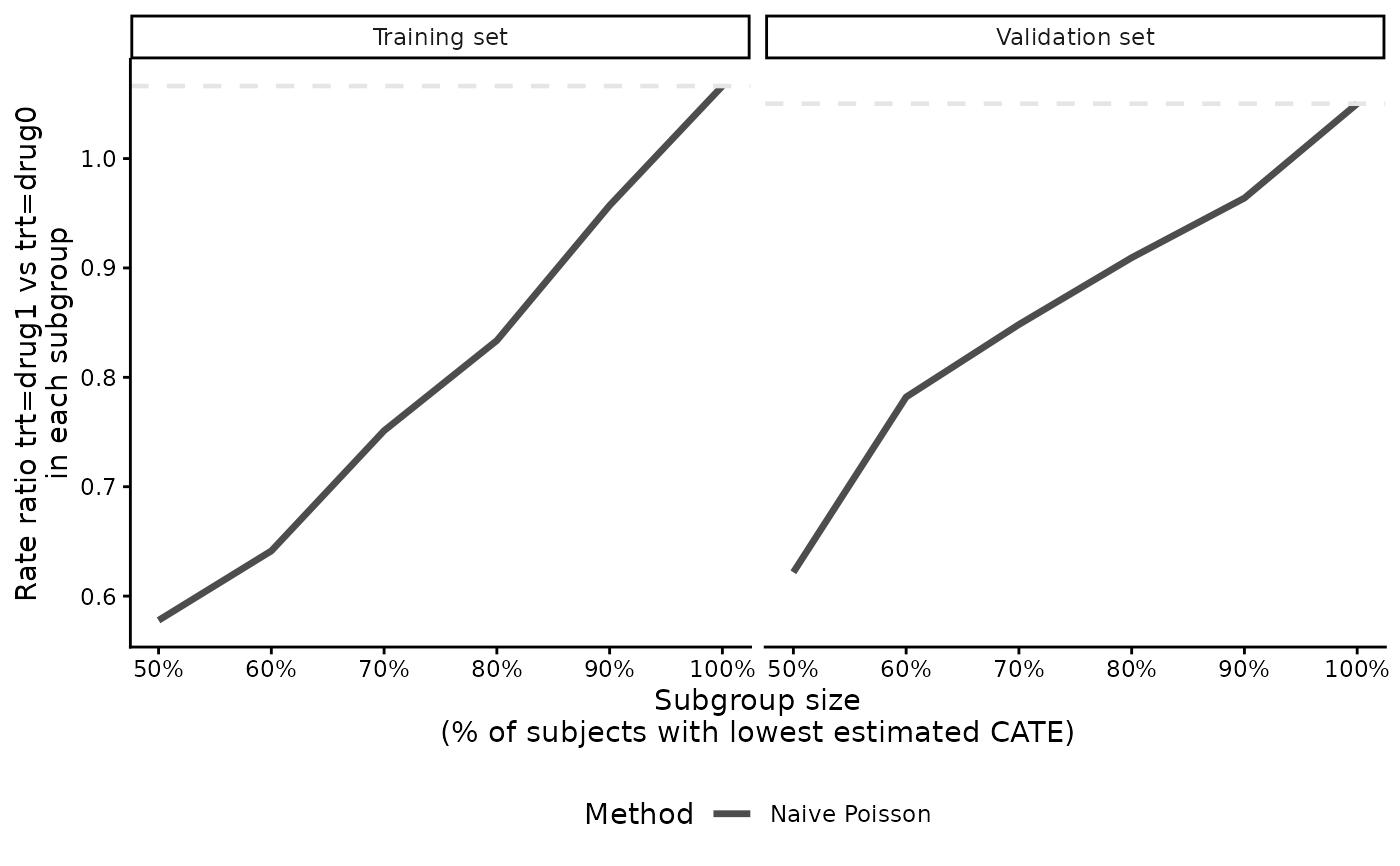 Training set
Validation set
Rate ratio trt=drug1 vs trt=drug0
in each subgroup
1.0
0.9
0.8
0.7
0.6
50% 60% 70% 80% 90% 100%
50% 60% 70% 80% 90% 100%
Subgroup size
(% of subjects with lowest estimated CATE)
Method Naive Poisson